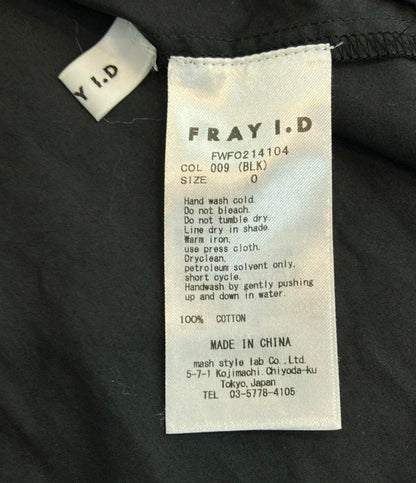 Y I.D
FRAY I.D
FWFO214104
COL 009 (BLK)
SIZE 0
Hand wash cold.
Do not bleach.
Do not tumble dry.
Line dry in shade.
Warm iron,
use press cloth.
Dryclean,
petroleum solvent only.
short cycle.
Handwash by gently pushing
up and down in water.
100% COTTON
MADE IN CHINA
mash style lab Co.,Ltd.
5-7-1 Kojimachi.Chiyoda-ku
Tokyo,Japan
TEL 03-5778-4105